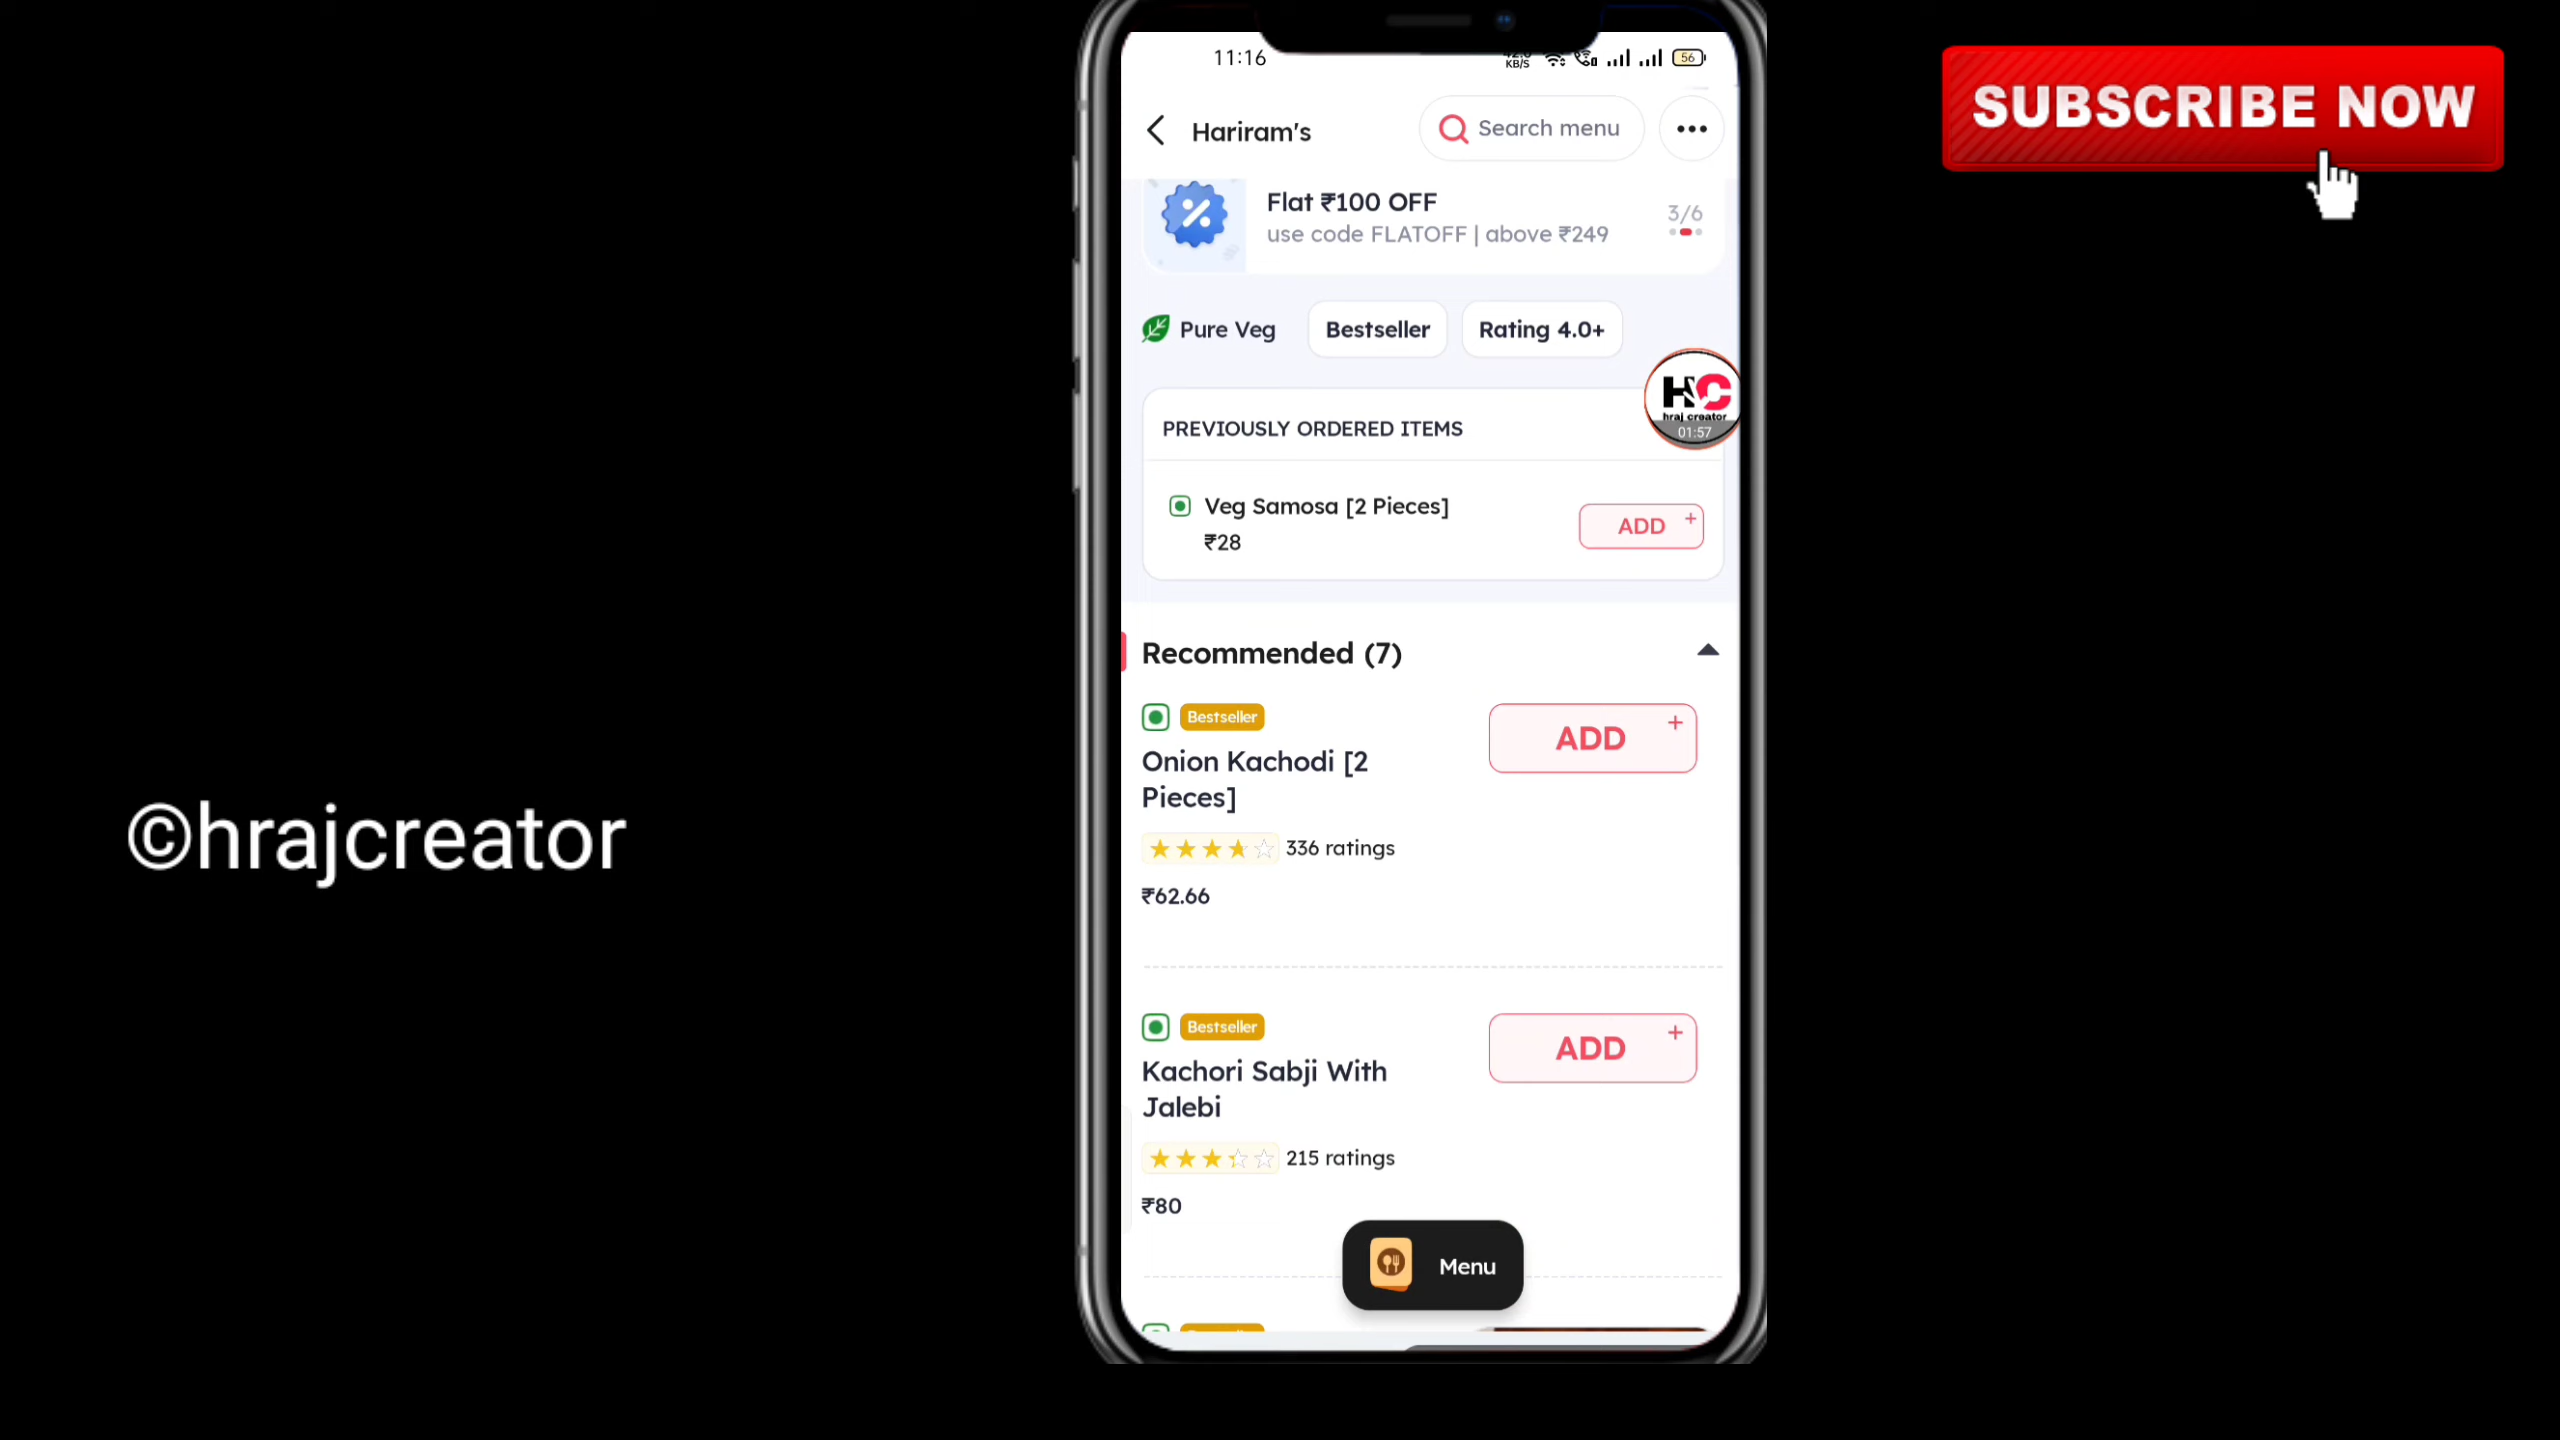 SUBSCRIBE NOW
11:16
KB/S
56
Hariram's
Search menu
Flat ₹100 OFF
use code FLATOFF | above ₹249
3/6
Pure Veg
Bestseller
Rating 4.0+
HC
hraj creator
01:57
PREVIOUSLY ORDERED ITEMS
Veg Samosa [2 Pieces]
₹28
ADD +
Recommended (7)
Bestseller
ADD +
Onion Kachodi [2
Pieces]
336 ratings
₹62.66
Bestseller
ADD +
Kachori Sabji With
Jalebi
215 ratings
₹80
Menu
©hrajcreator